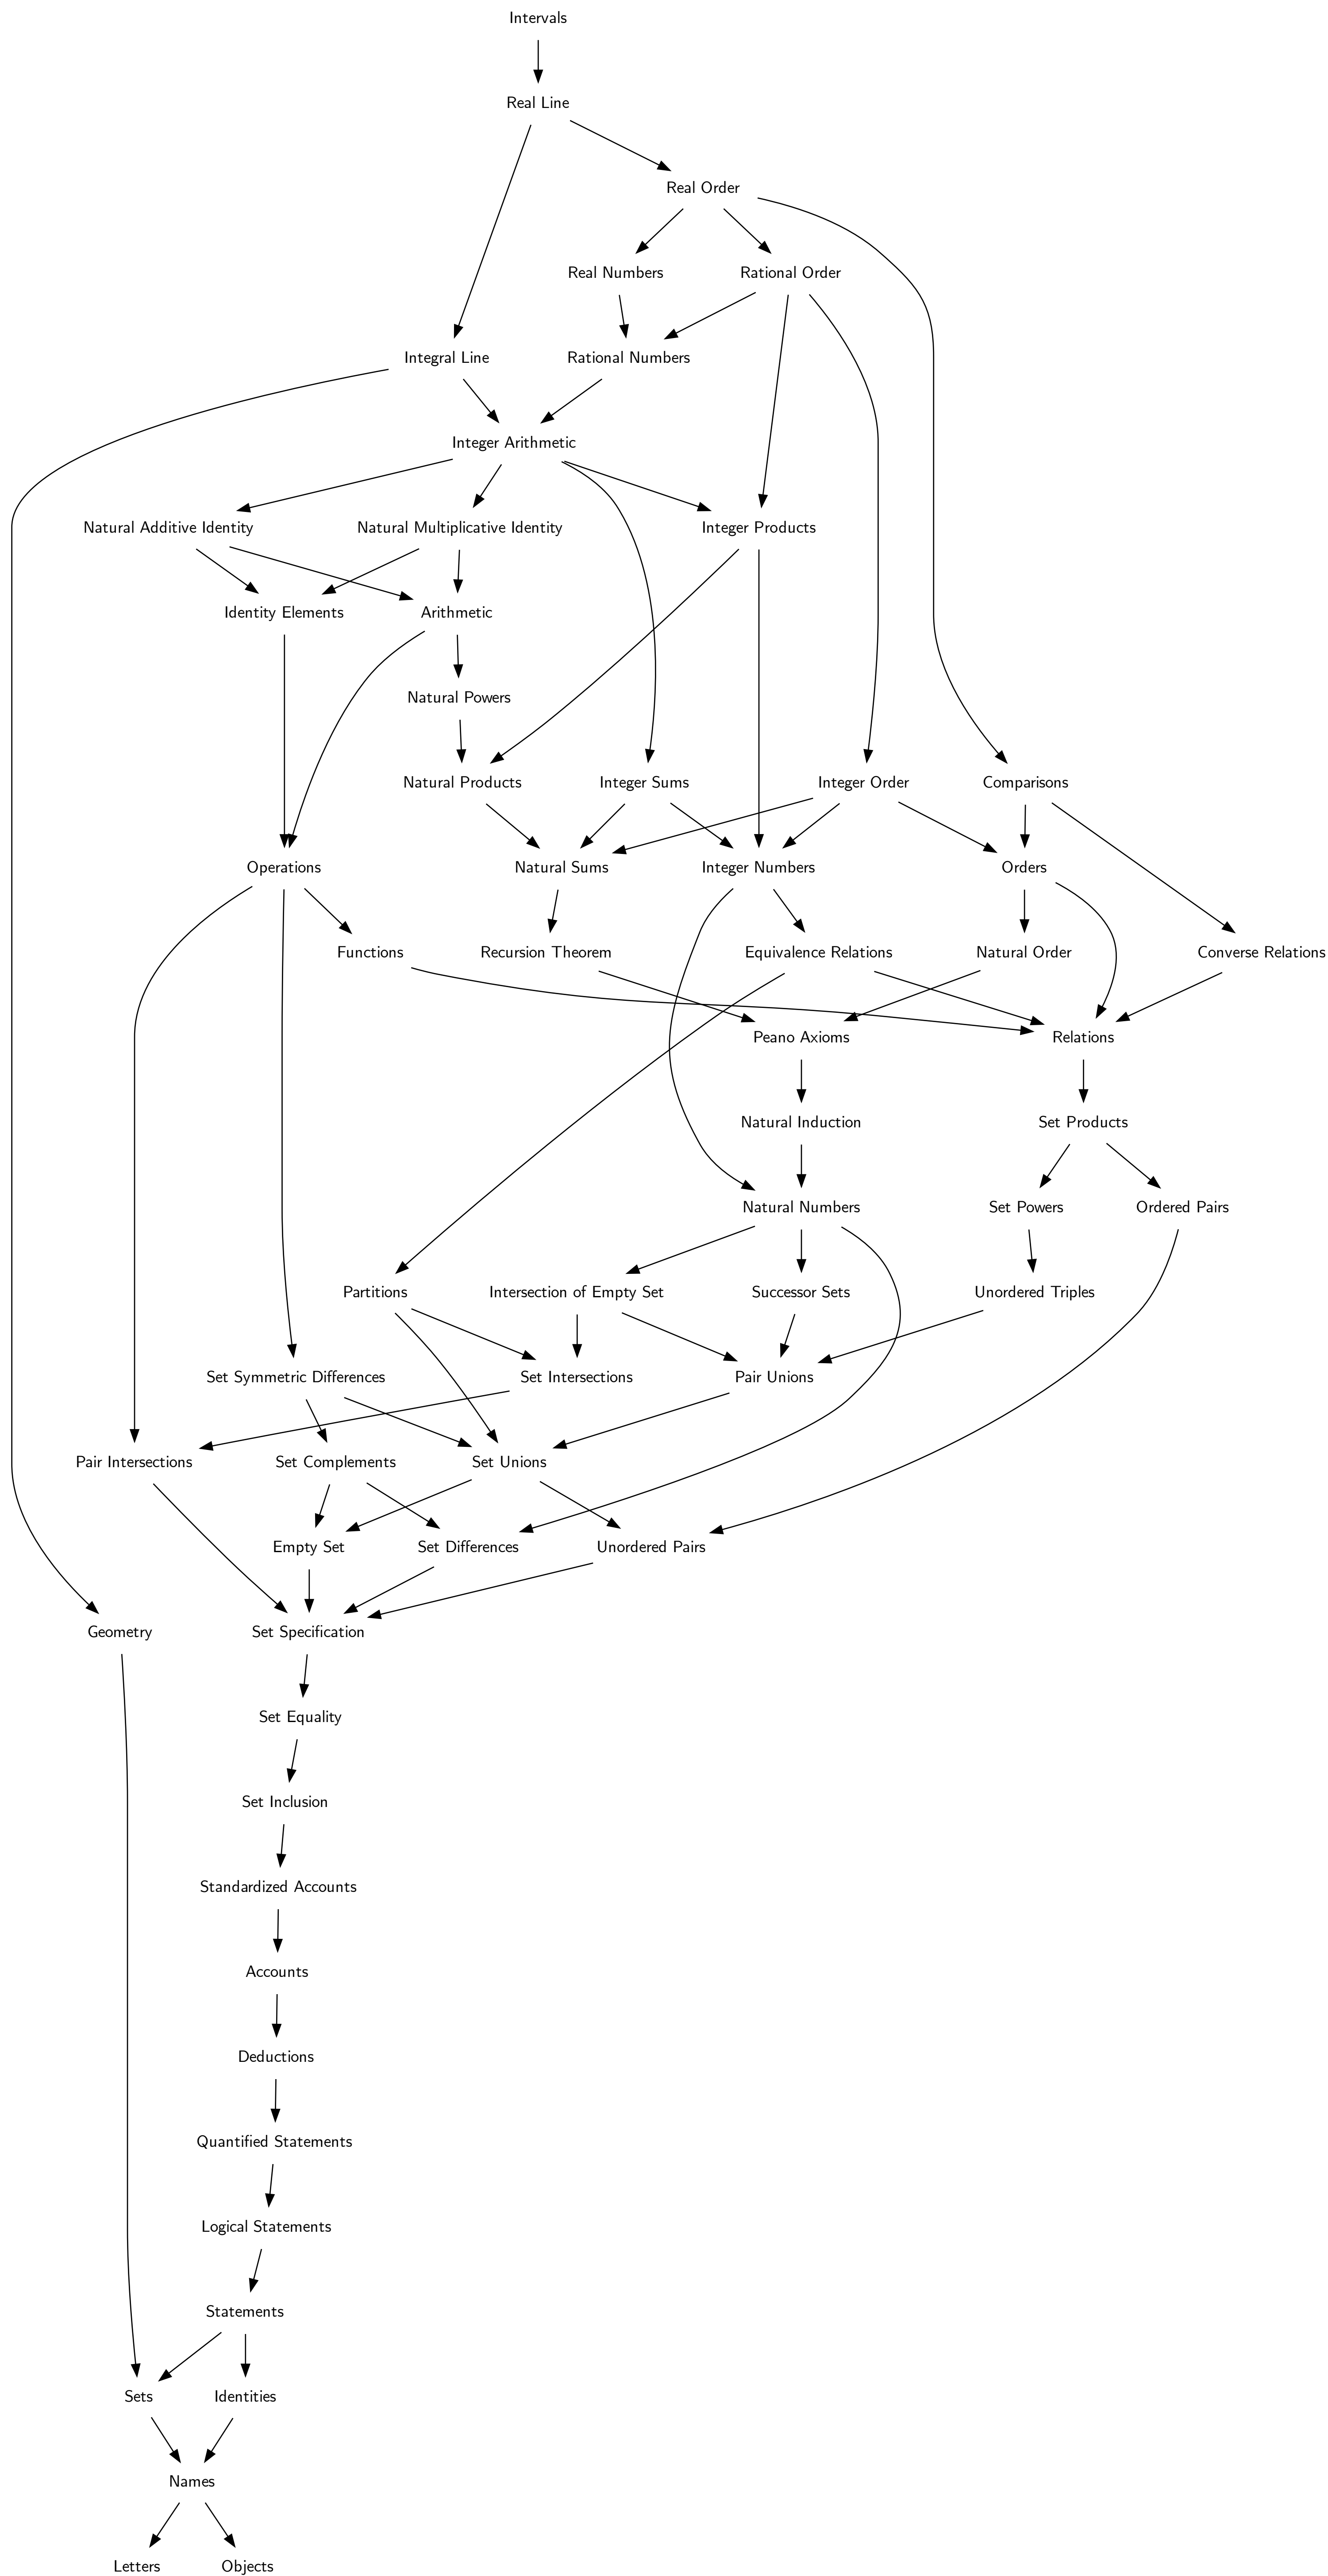 Intervals
Real Line
Real Order
Real Numbers
Rational Order
Integral Line
Rational Numbers
Integer Arithmetic
Natural Additive Identity
Natural Multiplicative Identity
Integer Products
Identity Elements
Arithmetic
Natural Powers
Natural Products
Integer Sums
Integer Order
Comparisons
Operations
Natural Sums
Integer Numbers
Orders
Functions
Recursion Theorem
Equivalence Relations
Natural Order
Converse Relations
Peano Axioms
Relations
Natural Induction
Set Products
Natural Numbers
Set Powers
Ordered Pairs
Partitions
Intersection of Empty Set
Successor Sets
Unordered Triples
Set Symmetric Differences
Set Intersections
Pair Unions
Pair Intersections
Set Complements
Set Unions
Empty Set
Set Differences
Unordered Pairs
Geometry
Set Specification
Set Equality
Set Inclusion
Standardized Accounts
Accounts
Deductions
Quantified Statements
Logical Statements
Statements
Sets
Identities
Names
Letters
Objects